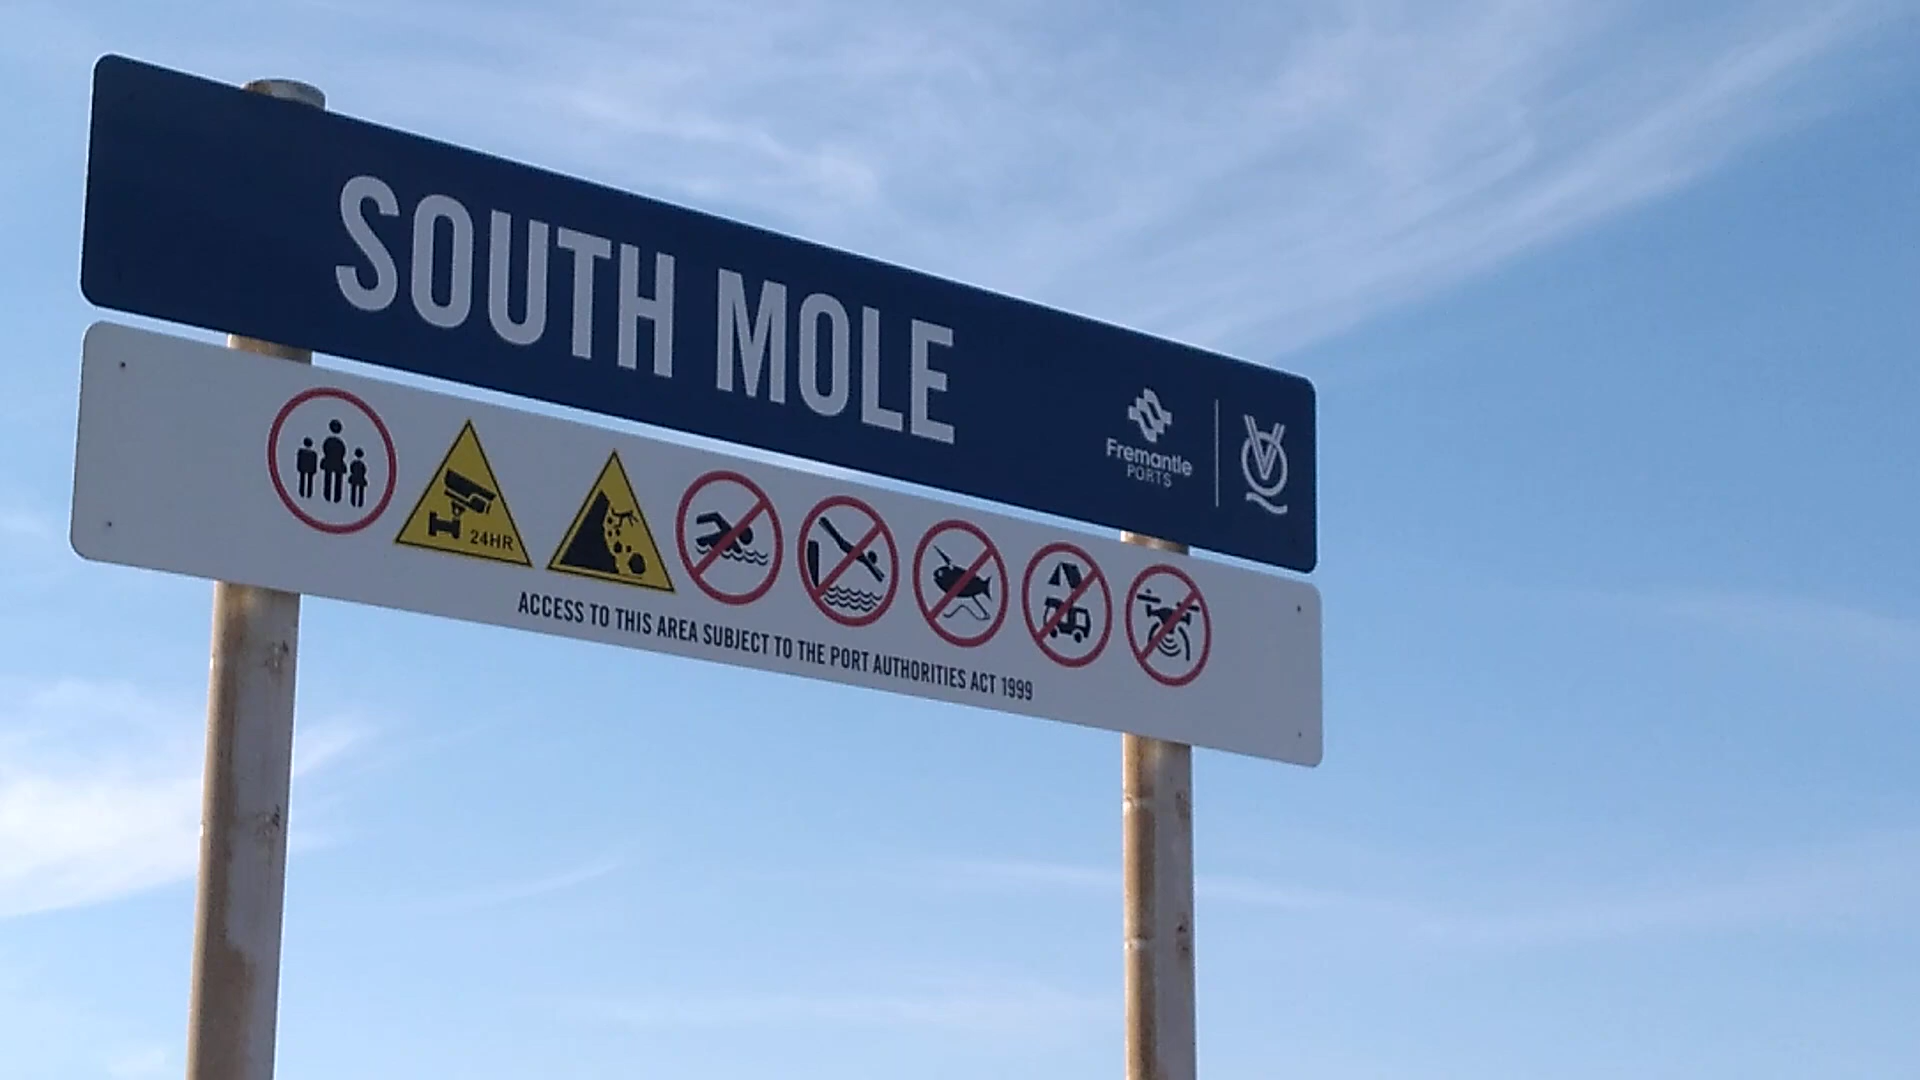 SOUTH MOLE
Fremantle
PORTS
24HR
ACCESS TO THIS AREA SUBJECT TO THE PORT AUTHORITIES ACT 1999